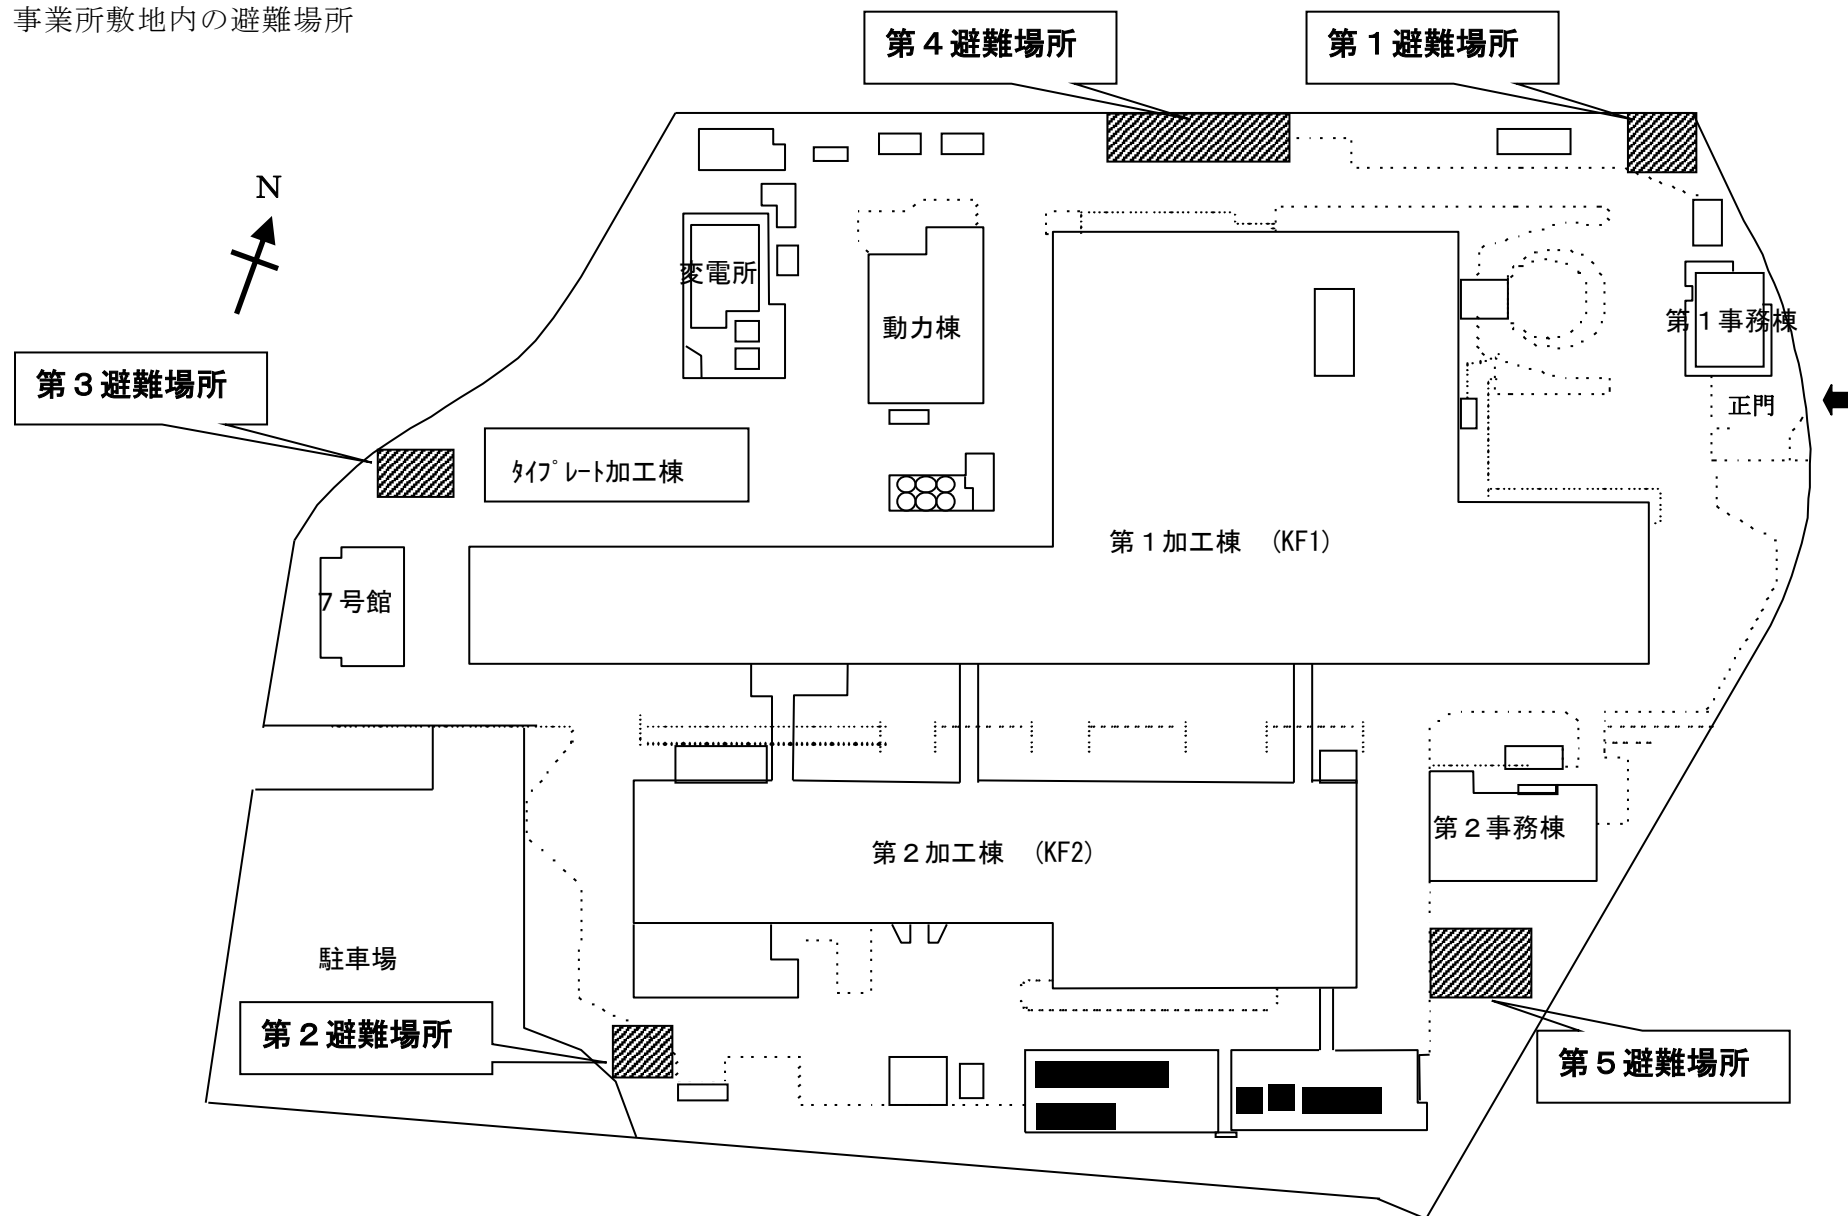 事業所敷地内の避難場所
第４避難場所
第１避難場所
N
変電所
動力棟
第１事務棟
第３避難場所
正門
ﾀｲﾌﾟﾚｰﾄ加工棟
第１加工棟　(KF1)
７号館
第２事務棟
第２加工棟　(KF2)
駐車場
第２避難場所
第５避難場所